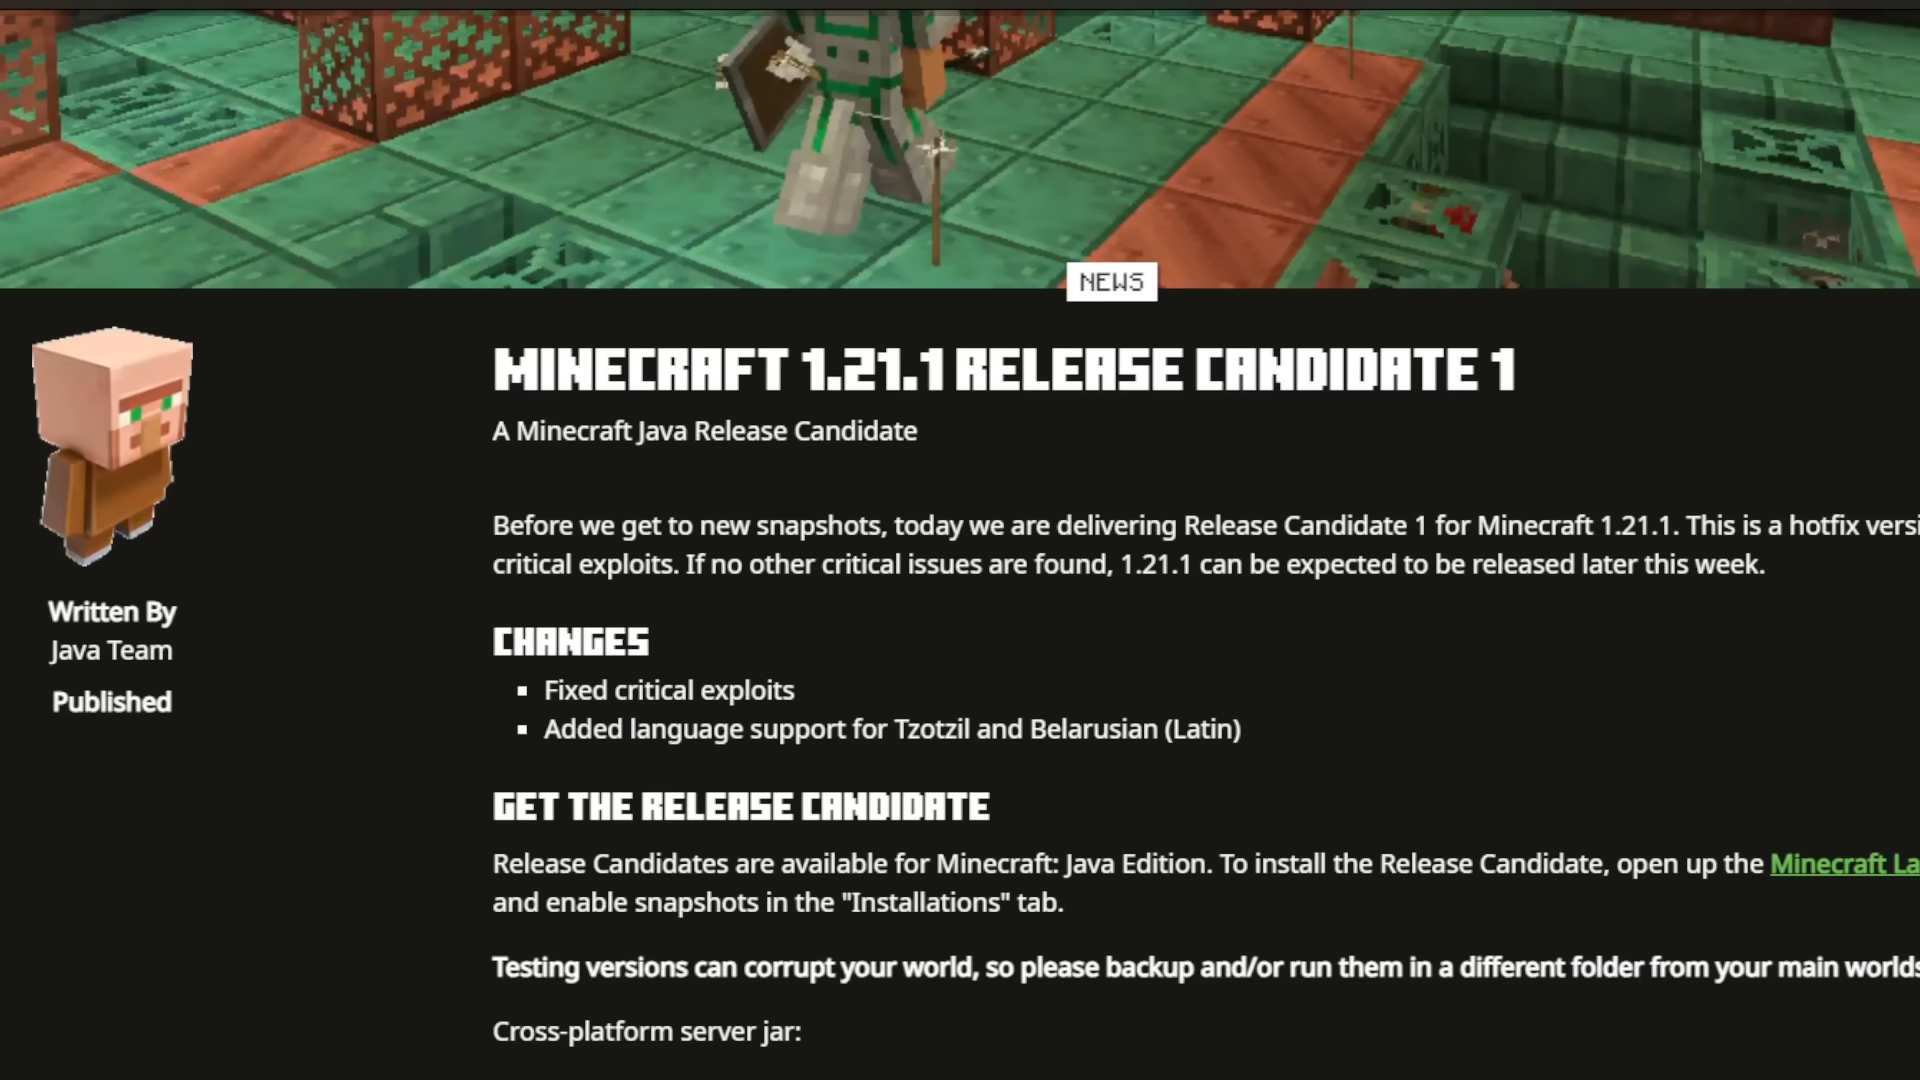 NEWS
MINECRAFT 1.21.1 RELEASE CANDIDATE 1
A Minecraft Java Release Candidate
Before we get to new snapshots, today we are delivering Release Candidate 1 for Minecraft 1.21.1. This is a hotfix versi
critical exploits. If no other critical issues are found, 1.21.1 can be expected to be released later this week.
Written By
Java Team
Published
CHANGES
▪ Fixed critical exploits
▪ Added language support for Tzotzil and Belarusian (Latin)
GET THE RELEASE CANDIDATE
Release Candidates are available for Minecraft: Java Edition. To install the Release Candidate, open up the Minecraft La
and enable snapshots in the "Installations" tab.
Testing versions can corrupt your world, so please backup and/or run them in a different folder from your main worlds
Cross-platform server jar: